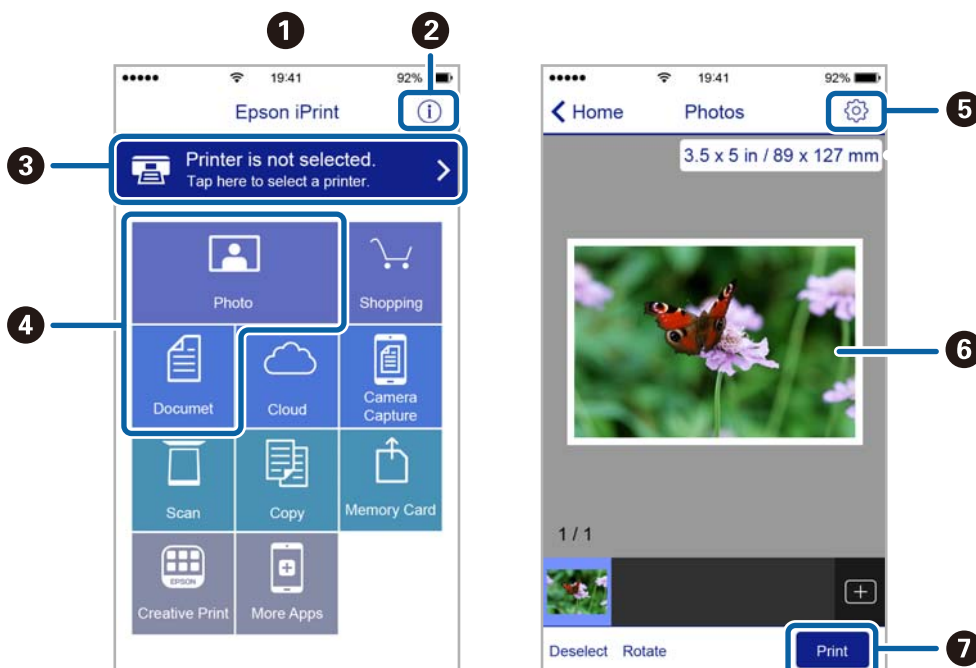 1
2
19:41
92%
Epson iPrint
3
Printer is not selected.
Tap here to select a printer.
4
Photo
Shopping
Documet
Cloud
Camera
Capture
Scan
Copy
Memory Card
EPSON
Creative Print
More Apps
19:41
92%
Home
Photos
5
3.5 x 5 in / 89 x 127 mm
6
1 / 1
Deselect
Rotate
Print
7